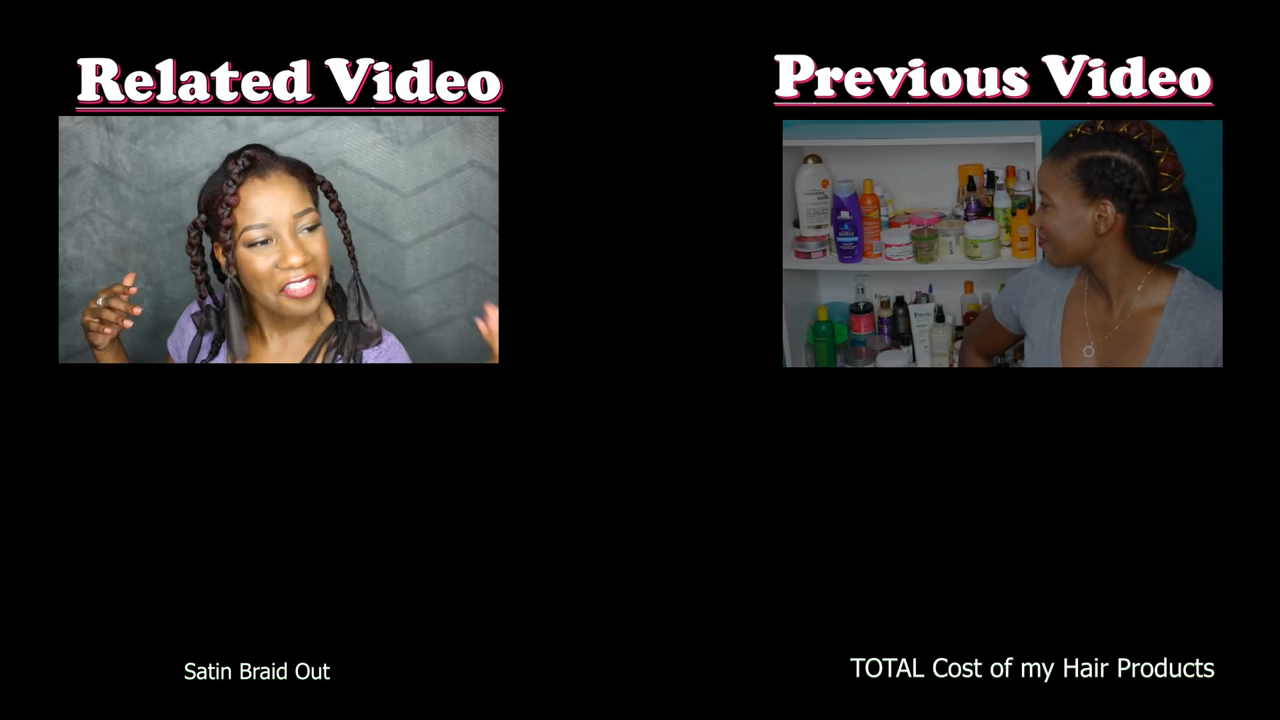 Related Video
Previous Video
Satin Braid Out
TOTAL Cost of my Hair Products